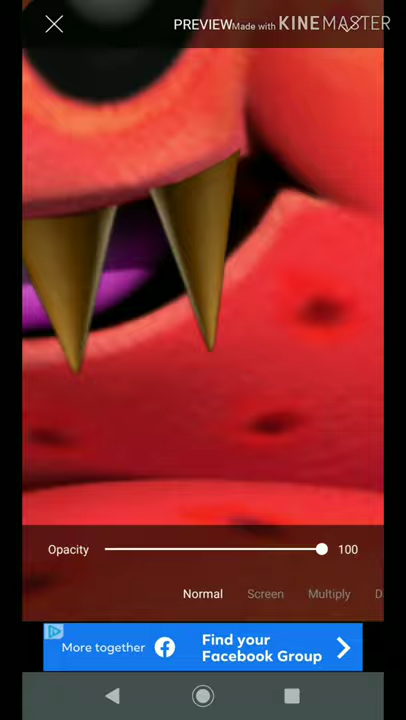 PREVIEW
Made with KINEMASTER
Opacity 100
Normal Screen Multiply D
More together Find your
Facebook Group